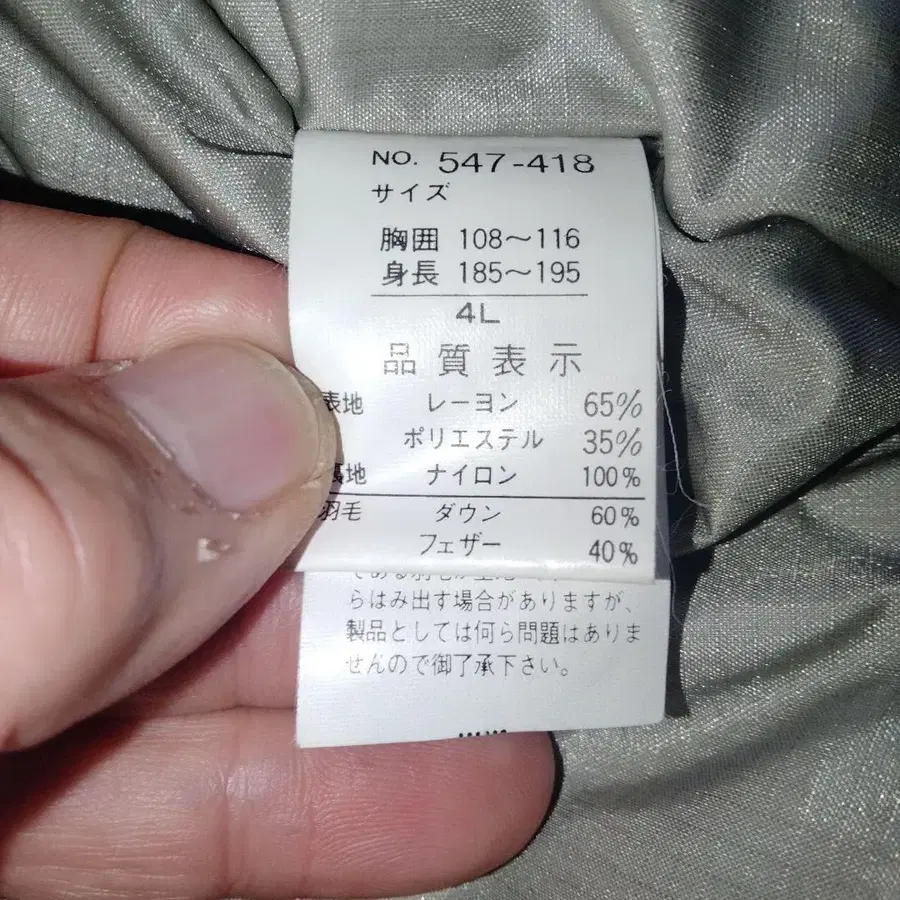 NO. 547-418
サイズ
胸囲 108〜116
身長 185〜195
4L
品質表示
表地 レーヨン 65%
ポリエステル 35%
裏地 ナイロン 100%
羽毛 ダウン 60%
フェザー 40%
らはみ出す場合がありますが、
製品としては何ら問題はありま
せんので御了承下さい。